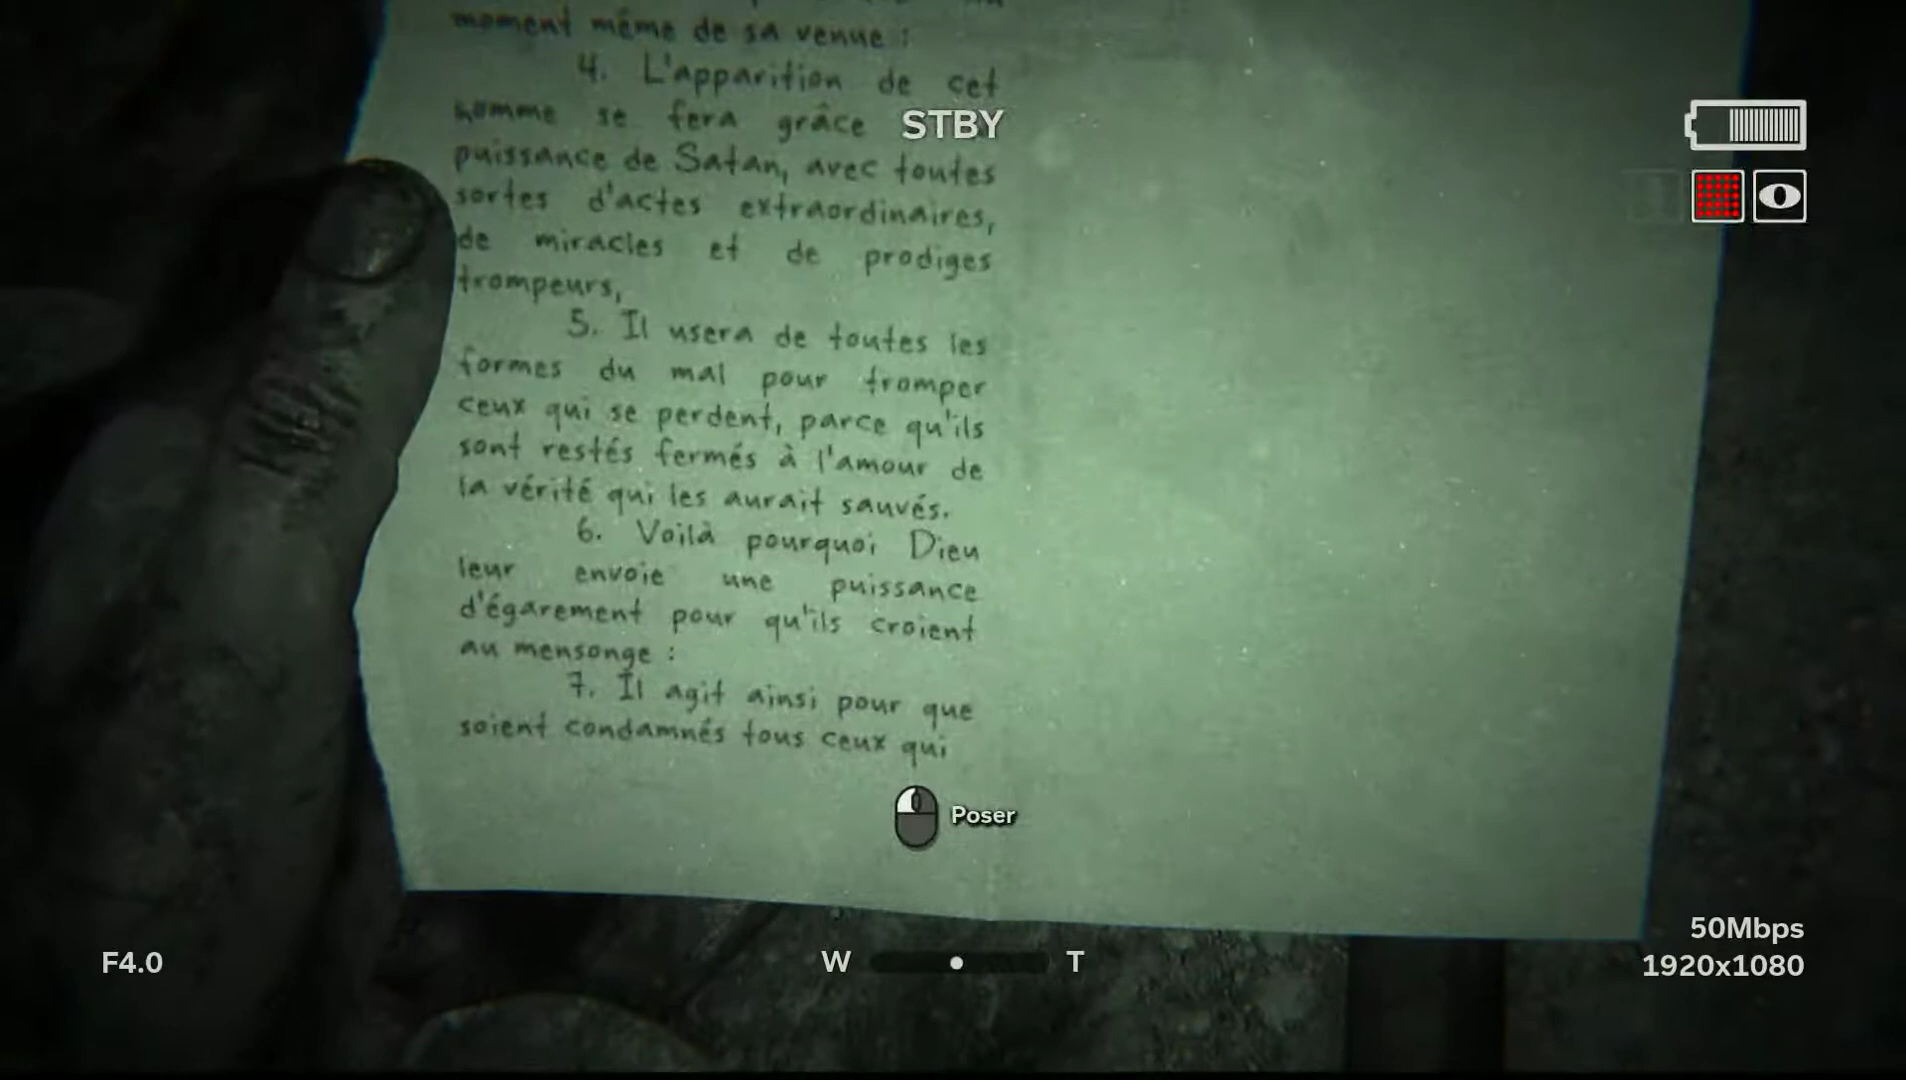 moment même de sa venue :
4. L'apparition de cet
homme se fera grâce
STBY
puissance de Satan, avec toutes
sortes d'actes extraordinaires,
de miracles et de prodiges
trompeurs,
5. Il usera de toutes les
formes du mal pour tromper
ceux qui se perdent, parce qu'ils
sont restés fermés à l'amour de
la vérité qui les aurait sauvés.
6. Voilà pourquoi Dieu
leur envoie une puissance
d'égarement pour qu'ils croient
au mensonge :
7. Il agit ainsi pour que
soient condamnés tous ceux qui
Poser
F4.0
W T
50Mbps
1920x1080